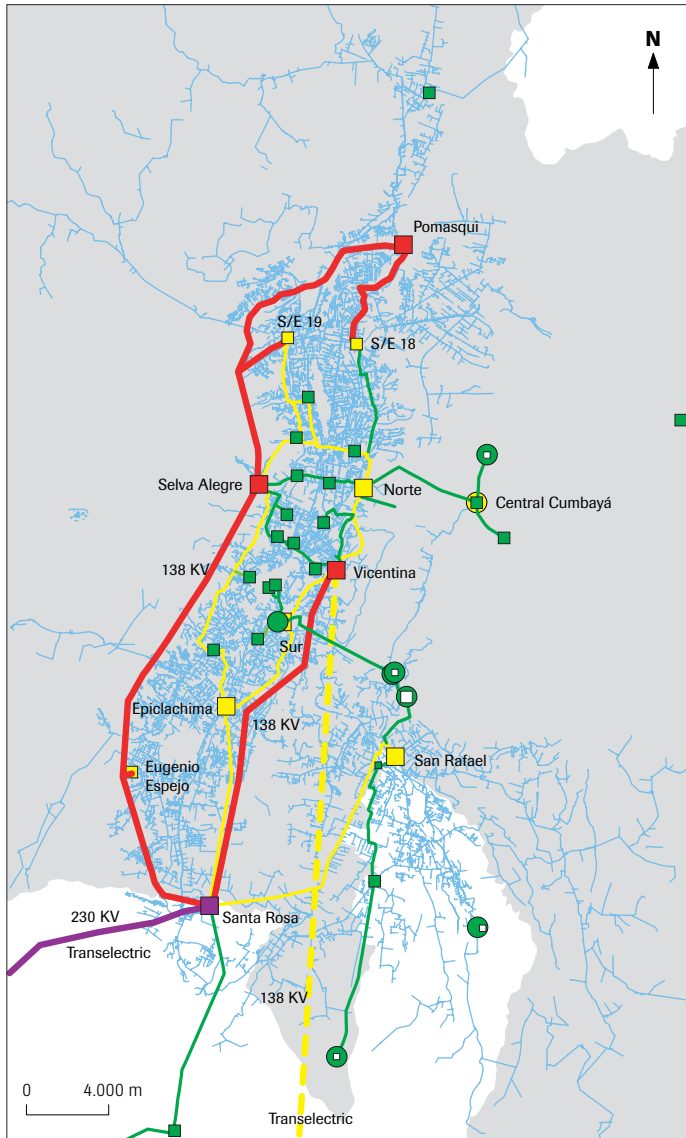 N
Pomasqui
S/E 19
S/E 18
Selva Alegre
Norte
Central Cumbayá
138 KV
Vicentina
Sur
Epiclachima
138 KV
Eugenio
Espejo
San Rafael
Santa Rosa
230 KV
Transelectric
138 KV
0 4.000 m
Transelectric